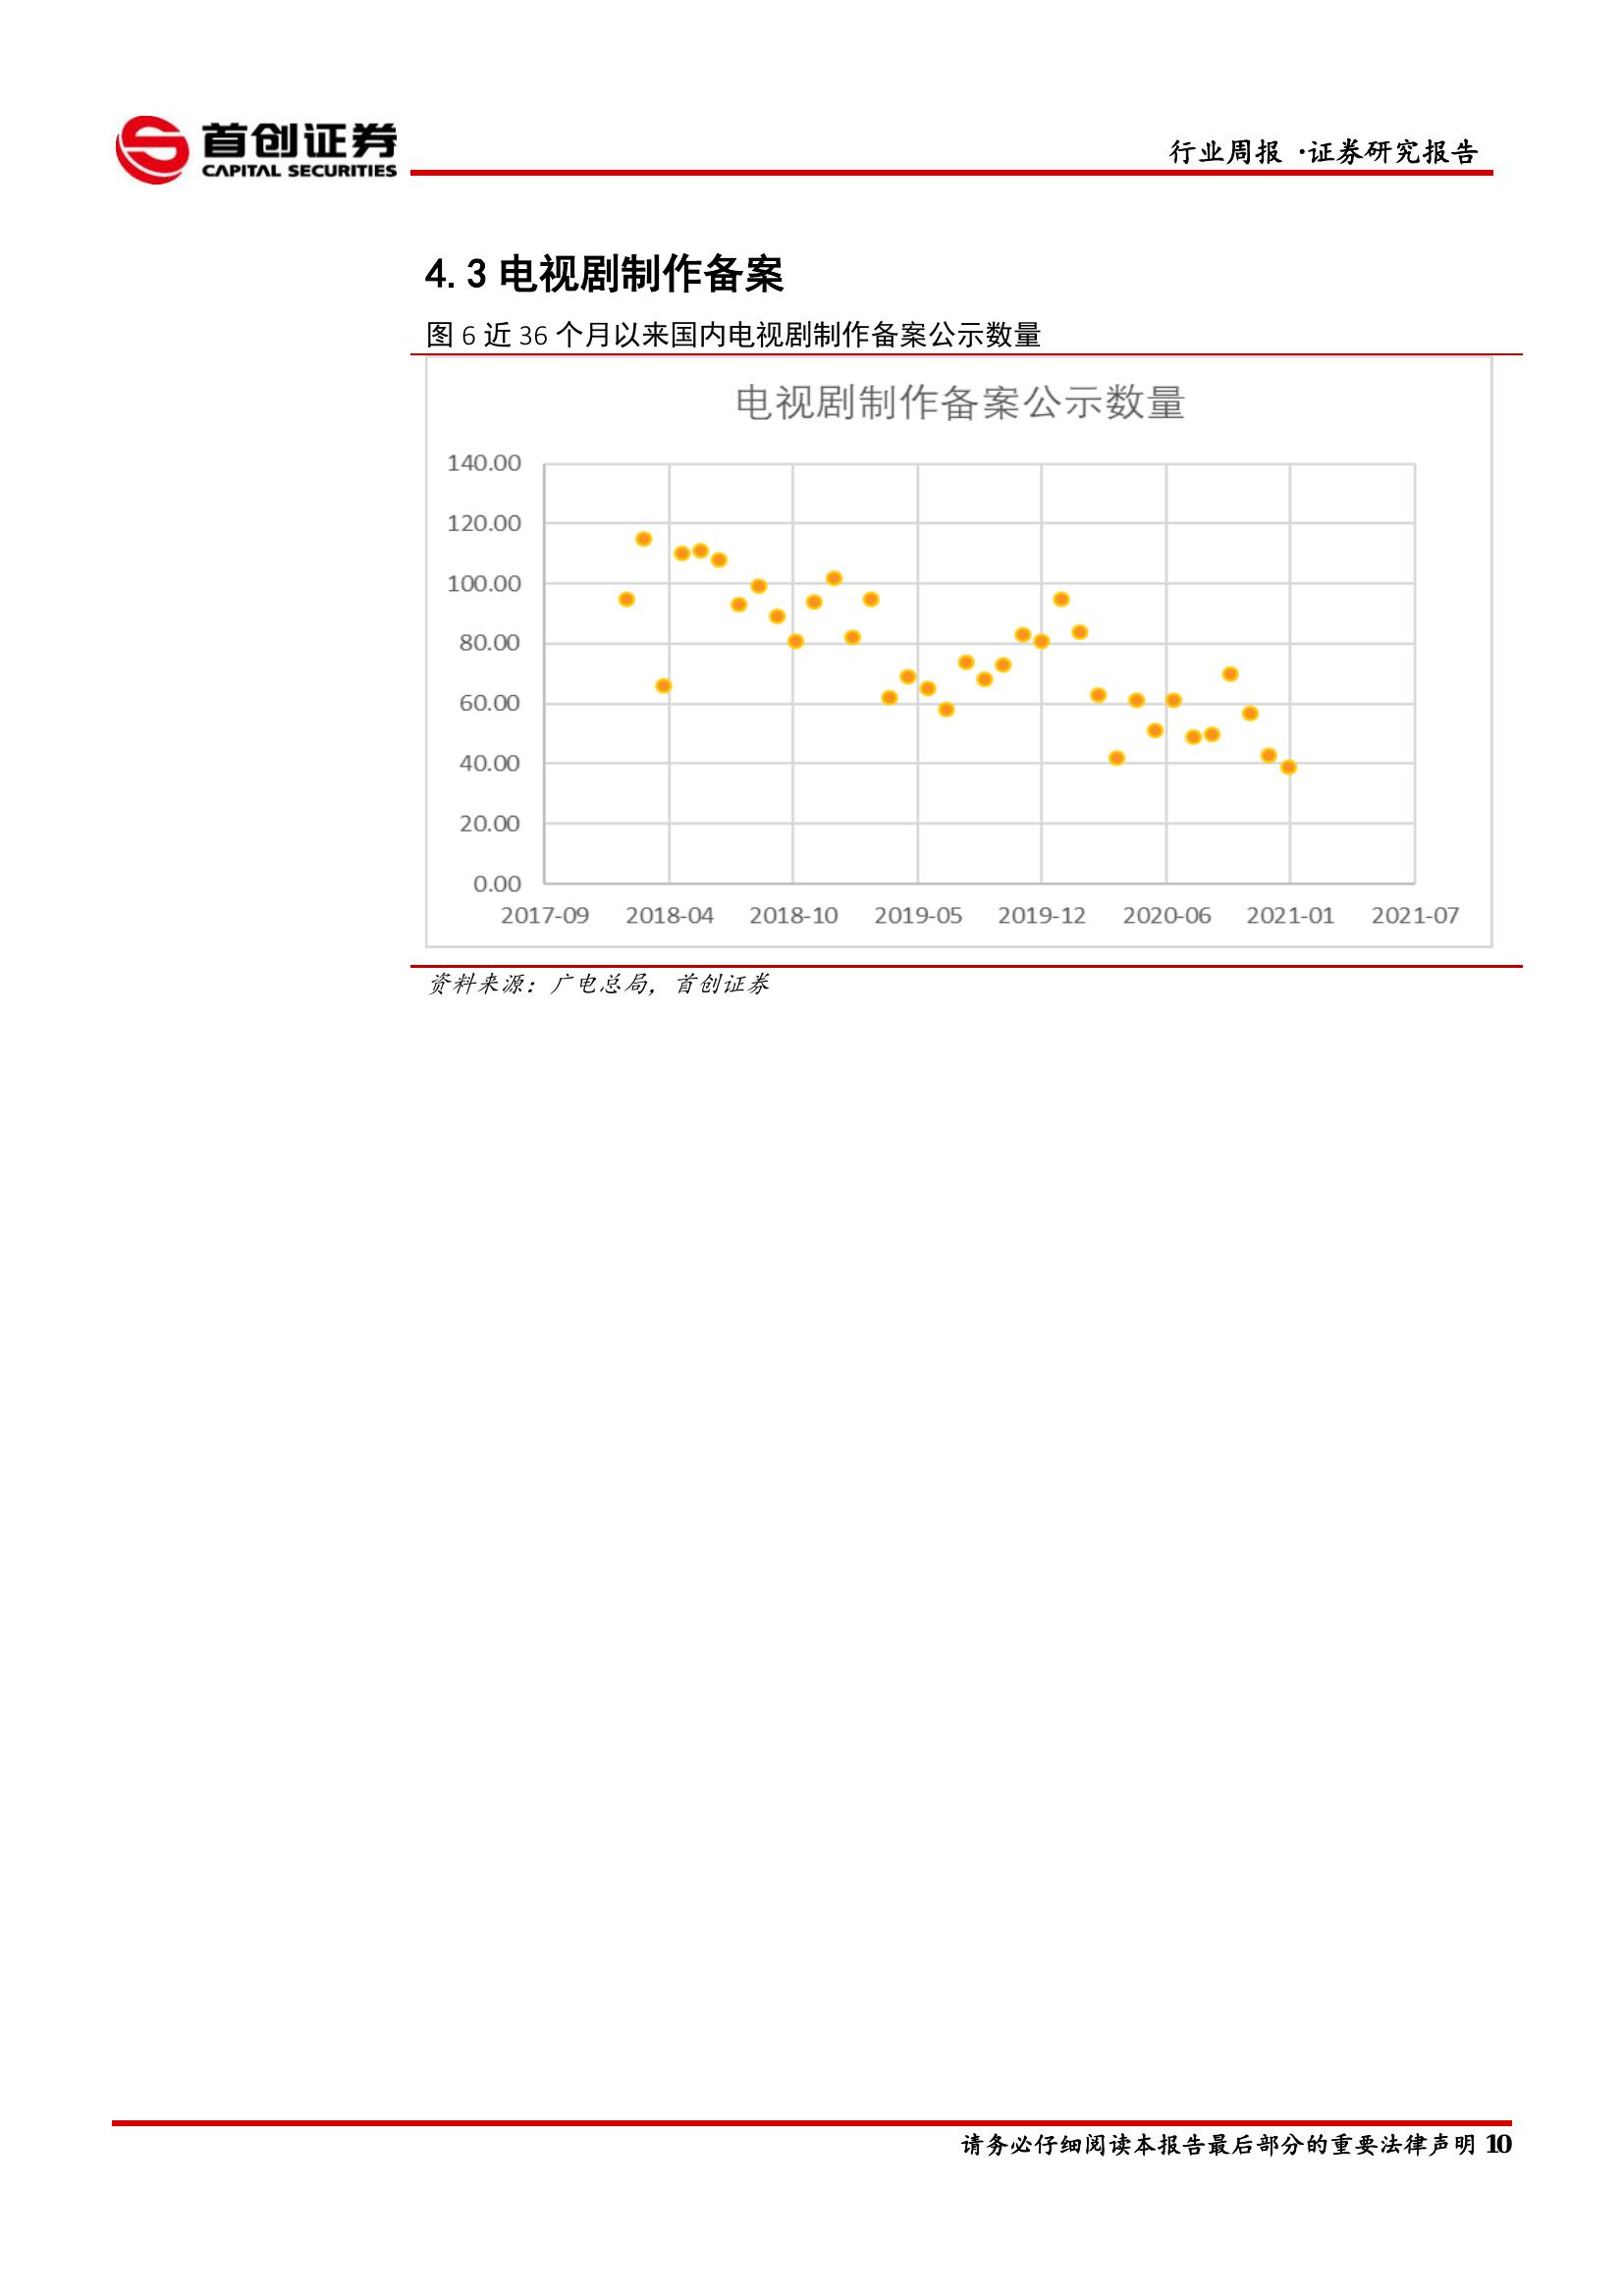 首创证券
CAPITAL SECURITIES
行业周报 ·证券研究报告
4.3 电视剧制作备案
图 6 近 36 个月以来国内电视剧制作备案公示数量
电视剧制作备案公示数量
140.00
120.00
100.00
80.00
60.00
40.00
20.00
0.00
2017-09 2018-04 2018-10 2019-05 2019-12 2020-06 2021-01 2021-07
资料来源：广电总局，首创证券
请务必仔细阅读本报告最后部分的重要法律声明 10